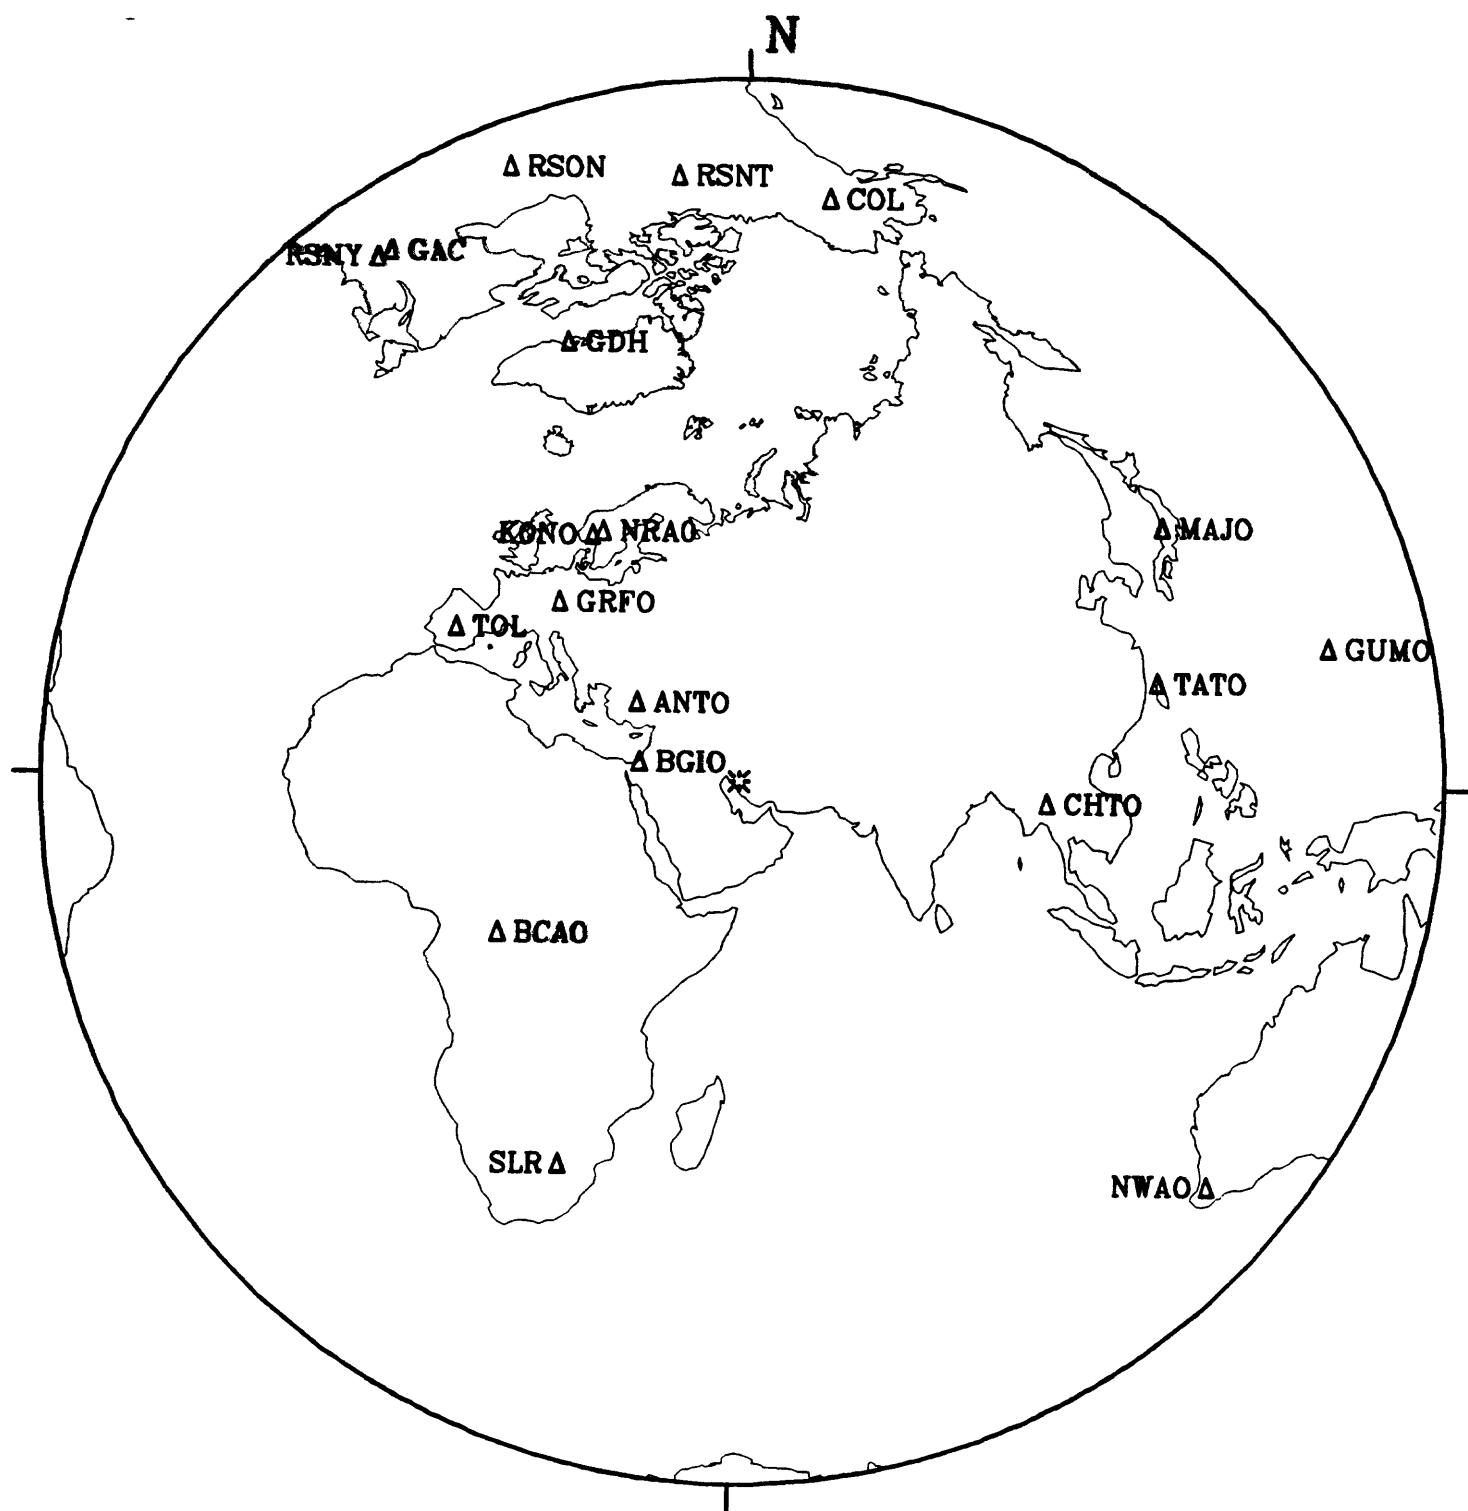 N
RSON
RSNT
COL
RSNY
GAC
GDH
KONO
NRAO
MAJO
GRFO
TOL
GUMO
TATO
ANTO
BGIO
CHTO
BCAO
SLR
NWAO